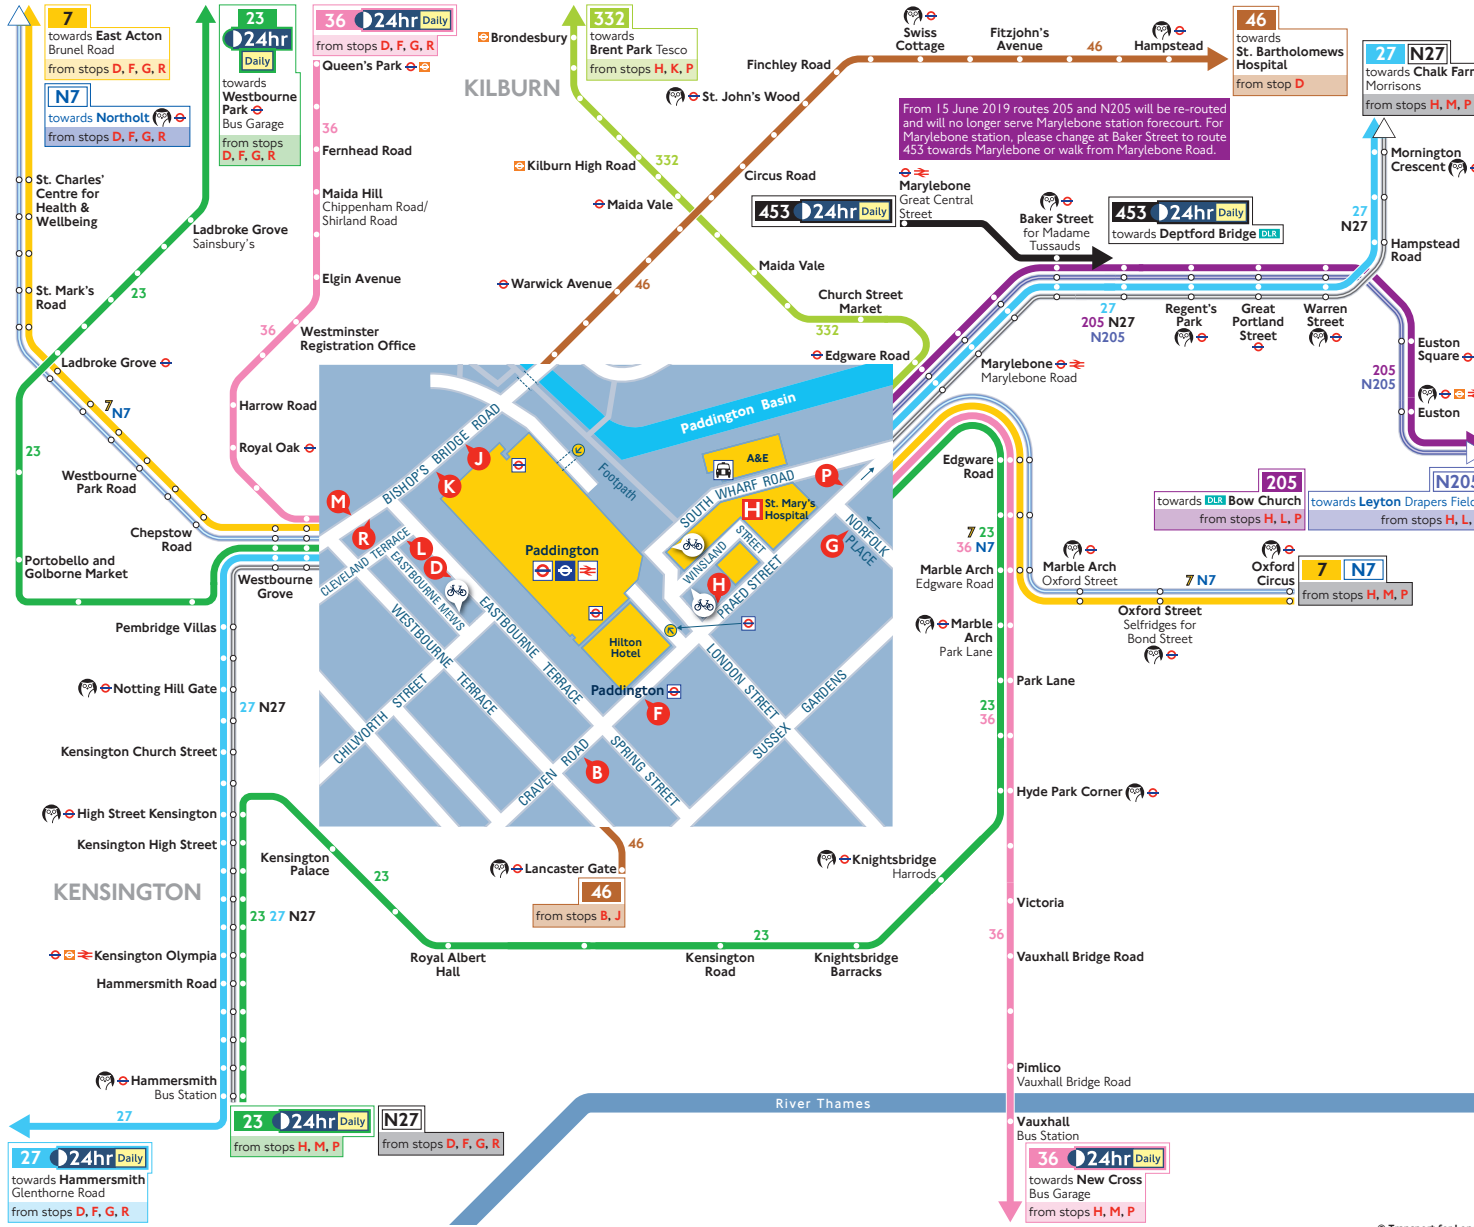 7
towards East Acton
Brunel Road
from stops D, F, G, R
N7
towards Northolt
from stops D, F, G, R
23
24hr
Daily
towards
Westbourne
Park
Bus Garage
from stops
D, F, G, R
36 24hr Daily
from stops D, F, G, R
Queen's Park
36
Fernhead Road
Maida Hill
Chippenham Road/
Shirland Road
Elgin Avenue
36
Westminster
Registration Office
Harrow Road
Royal Oak
KILBURN
Brondesbury
332
towards
Brent Park Tesco
from stops H, K, P
Kilburn High Road
332
Maida Vale
Maida Vale
Church Street
Market
332
Edgware Road
Swiss
Cottage
Fitzjohn's
Avenue
46
Hampstead
Finchley Road
St. John's Wood
Circus Road
Warwick Avenue
46
46
towards
St. Bartholomews
Hospital
from stop D
27 N27
towards Chalk Farm
Morrisons
from stops H, M, P
From 15 June 2019 routes 205 and N205 will be re-routed
and will no longer serve Marylebone station forecourt. For
Marylebone station, please change at Baker Street to route
453 towards Marylebone or walk from Marylebone Road.
Marylebone
Great Central
Street
453 24hr Daily
Baker Street
for Madame
Tussauds
453 24hr Daily
towards Deptford Bridge DLR
Mornington
Crescent
27
N27
Hampstead
Road
27
205 N27
N205
Regent's
Park
Great
Portland
Street
Warren
Street
Marylebone
Marylebone Road
Euston
Square
205
N205
Euston
205
towards DLR Bow Church
from stops H, L, P
N205
towards Leyton Drapers Field
from stops H, L,
St. Charles'
Centre for
Health &
Wellbeing
St. Mark's
Road
Ladbroke Grove
Sainsbury's
23
Ladbroke Grove
7
N7
23
Westbourne
Park Road
Chepstow
Road
Portobello and
Golborne Market
Westbourne
Grove
Pembridge Villas
Notting Hill Gate
27 N27
Kensington Church Street
High Street Kensington
Kensington High Street
KENSINGTON
23 27 N27
Kensington Olympia
Hammersmith Road
Hammersmith
Bus Station
27
27 24hr Daily
towards Hammersmith
Glenthorne Road
from stops D, F, G, R
23 24hr Daily
from stops H, M, P
N27
from stops D, F, G, R
Kensington
Palace
23
Royal Albert
Hall
Kensington
Road
23
Knightsbridge
Barracks
Knightsbridge
Harrods
Lancaster Gate
46
46
from stops B, J
BISHOP'S BRIDGE ROAD
Paddington Basin
Footpath
A&E
SOUTH WHARF ROAD
H St. Mary's
Hospital
WINSLAND
STREET
PRAED STREET
NORFOLK
PLACE
M
R
K
J
L
D
P
G
H
F
B
CLEVELAND TERRACE
EASTBOURNE MEWS
EASTBOURNE TERRACE
WESTBOURNE TERRACE
CHILWORTH STREET
Paddington
Hilton
Hotel
Paddington
LONDON STREET
SUSSEX GARDENS
SPRING STREET
CRAVEN ROAD
Edgware
Road
7 23
36 N7
Marble Arch
Edgware Road
Marble Arch
Oxford Street
7 N7
Oxford
Circus
7 N7
from stops H, M, P
Oxford Street
Selfridges for
Bond Street
Marble
Arch
Park Lane
Park Lane
23
36
Hyde Park Corner
Victoria
36
Vauxhall Bridge Road
Pimlico
Vauxhall Bridge Road
River Thames
Vauxhall
Bus Station
36 24hr Daily
towards New Cross
Bus Garage
from stops H, M, P